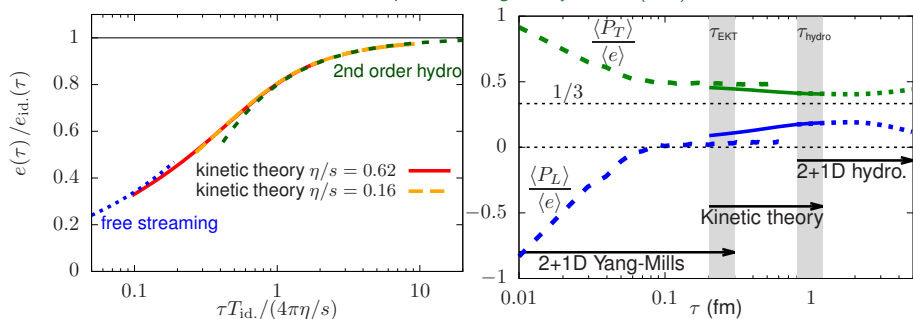 1
0.8
0.6
0.4
0.2
0
e(τ)/e_id.(τ)
2nd order hydro
kinetic theory η/s = 0.62
kinetic theory η/s = 0.16
free streaming
0.1 1 10
τT_id./(4πη/s)
1
0.5
0
−0.5
−1
⟨P_T⟩
⟨e⟩
τ_EKT
τ_hydro
1/3
⟨P_L⟩
⟨e⟩
2+1D hydro.
Kinetic theory
2+1D Yang-Mills
0.01 0.1 1
τ (fm)